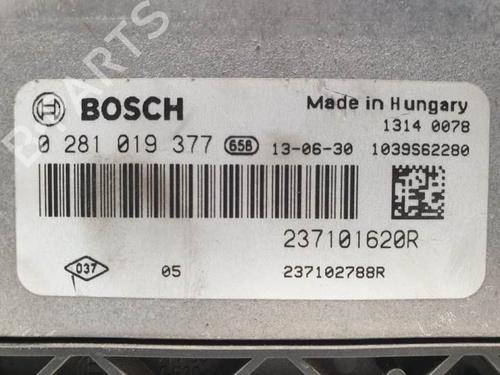 BOSCH
Made in Hungary
1314 0078
0 281 019 377 658 13-06-30 1039S62280
237101620R
037 05 237102788R